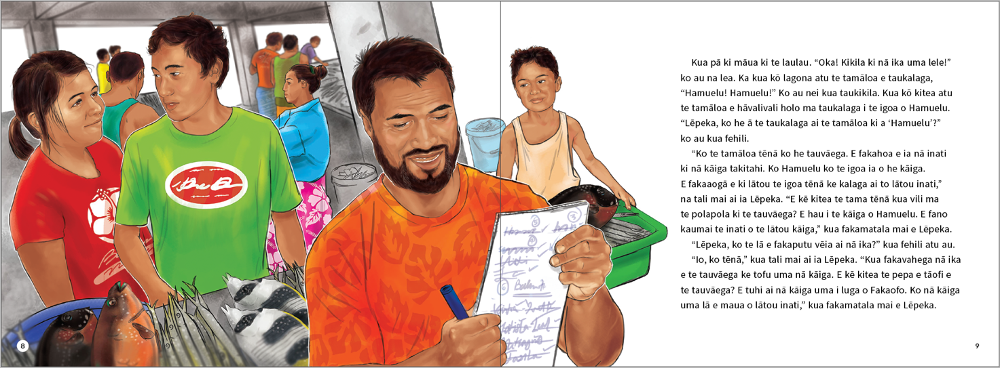 Kua pā ki māua ki te laulau. “Oka! Kikila ki nā ika uma lele!”
ko au na lea. Ka kua kō lagona atu te tamāloa e taukalaga,
“Hamuelu! Hamuelu!” Ko au nei kua taukikila. Kua kō kitea atu
te tamāloa e hāvalivali holo ma taukalaga i te igoa o Hamuelu.
“Lēpeka, ko he ā te taukalaga ai te tamāloa ki a ‘Hamuelu’?”
ko au kua fehili.
“Ko te tamāloa tēnā ko he tauvāega. E fakahoa e ia nā inati
ki nā kāiga takitahi. Ko Hamuelu ko te igoa ia o he kāiga.
E fakaaogā e ki lātou te igoa tēnā ke kalaga ai to lātou inati,”
na tali mai ai ia Lēpeka. “E kē kitea te tama tēnā kua vili ma
te polapola ki te tauvāega? E hau i te kāiga o Hamuelu. E fano
kaumai te inati o te lātou kāiga,” kua fakamatala mai e Lēpeka.
“Lēpeka, ko te lā e fakaputu vēia ai nā ika?” kua fehili atu au.
“Io, ko tēnā,” kua tali mai ai ia Lēpeka. “Kua fakavahega nā ika
e te tauvāega ke tofu uma nā kāiga. E kē kitea te pepa e tāofi e
te tauvāega? E tuhi ai nā kāiga uma i luga o Fakaofo. Ko nā kāiga
uma lā e maua o lātou inati,” kua fakamatala mai e Lēpeka.
8
9